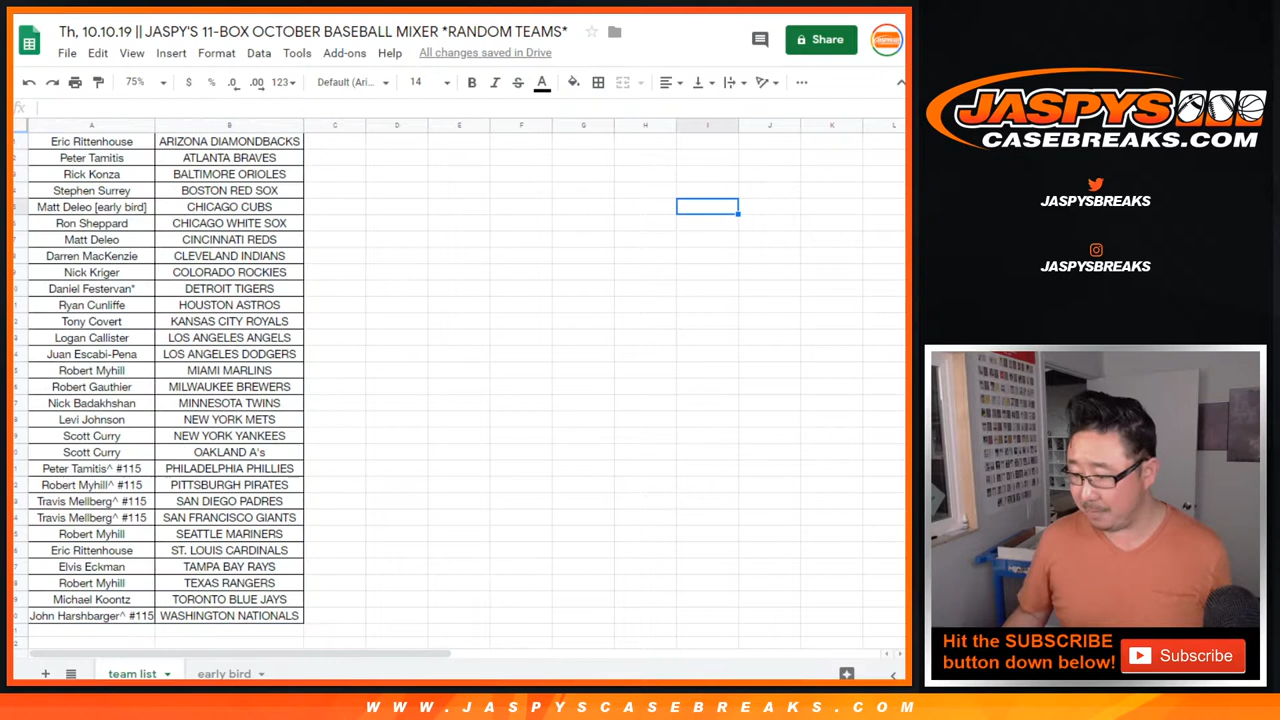 Th, 10.10.19 || JASPY'S 11-BOX OCTOBER BASEBALL MIXER *RANDOM TEAMS*
File Edit View Insert Format Data Tools Add-ons Help All changes saved in Drive
Share
75% $ % .0 .00 123 Default (Ari... 14 B I S A
fx
A B C D E F G H I J K L
Eric Rittenhouse ARIZONA DIAMONDBACKS
Peter Tamitis ATLANTA BRAVES
Rick Konza BALTIMORE ORIOLES
Stephen Surrey BOSTON RED SOX
Matt Deleo [early bird] CHICAGO CUBS
Ron Sheppard CHICAGO WHITE SOX
Matt Deleo CINCINNATI REDS
Darren MacKenzie CLEVELAND INDIANS
Nick Kriger COLORADO ROCKIES
Daniel Festervan* DETROIT TIGERS
Ryan Cunliffe HOUSTON ASTROS
Tony Covert KANSAS CITY ROYALS
Logan Callister LOS ANGELES ANGELS
Juan Escabi-Pena LOS ANGELES DODGERS
Robert Myhill MIAMI MARLINS
Robert Gauthier MILWAUKEE BREWERS
Nick Badakhshan MINNESOTA TWINS
Levi Johnson NEW YORK METS
Scott Curry NEW YORK YANKEES
Scott Curry OAKLAND A's
Peter Tamitis^ #115 PHILADELPHIA PHILLIES
Robert Myhill^ #115 PITTSBURGH PIRATES
Travis Mellberg^ #115 SAN DIEGO PADRES
Travis Mellberg^ #115 SAN FRANCISCO GIANTS
Robert Myhill SEATTLE MARINERS
Eric Rittenhouse ST. LOUIS CARDINALS
Elvis Eckman TAMPA BAY RAYS
Robert Myhill TEXAS RANGERS
Michael Koontz TORONTO BLUE JAYS
John Harshbarger^ #115 WASHINGTON NATIONALS
team list early bird
JASPYS
CASEBREAKS.COM
JASPYSBREAKS
JASPYSBREAKS
Hit the SUBSCRIBE
button down below!
Subscribe
WWW.JASPYSCASEBREAKS.COM